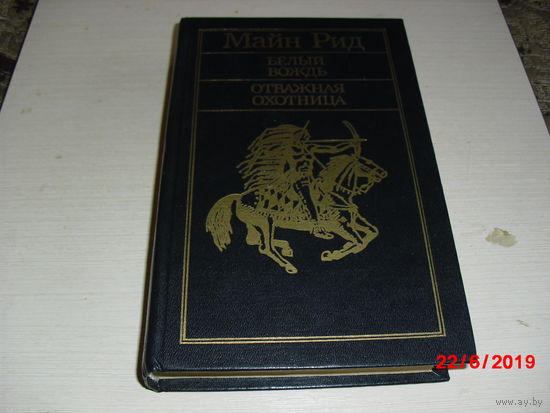 Майн Рид
БЕЛЫЙ
ВОЖДЬ
ОТВАЖНАЯ
ОХОТНИЦА
22/6/2019
www.ay.by